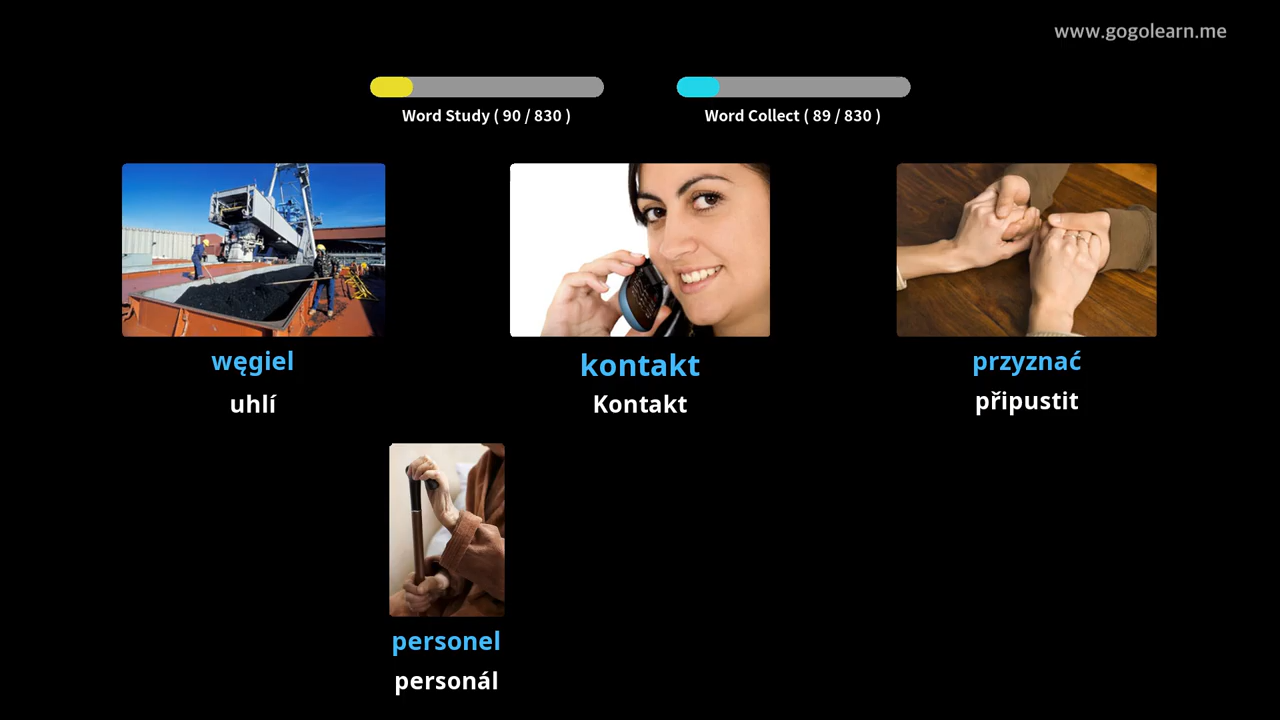 www.gogolearn.me
Word Study ( 90 / 830 )
Word Collect ( 89 / 830 )
węgiel
kontakt
przyznać
uhlí
Kontakt
připustit
personel
personál